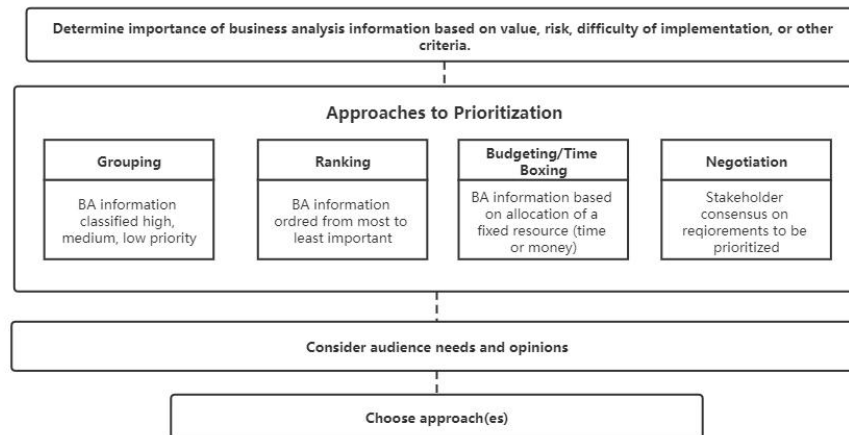 Determine importance of business analysis information based on value, risk, difficulty of implementation, or other
criteria.
Approaches to Prioritization
Grouping
BA information
classified high,
medium, low priority
Ranking
BA information
ordred from most to
least important
Budgeting/Time
Boxing
BA information based
on allocation of a
fixed resource (time
or money)
Negotiation
Stakeholder
consensus on
reqiorements to be
prioritized
Consider audience needs and opinions
Choose approach(es)